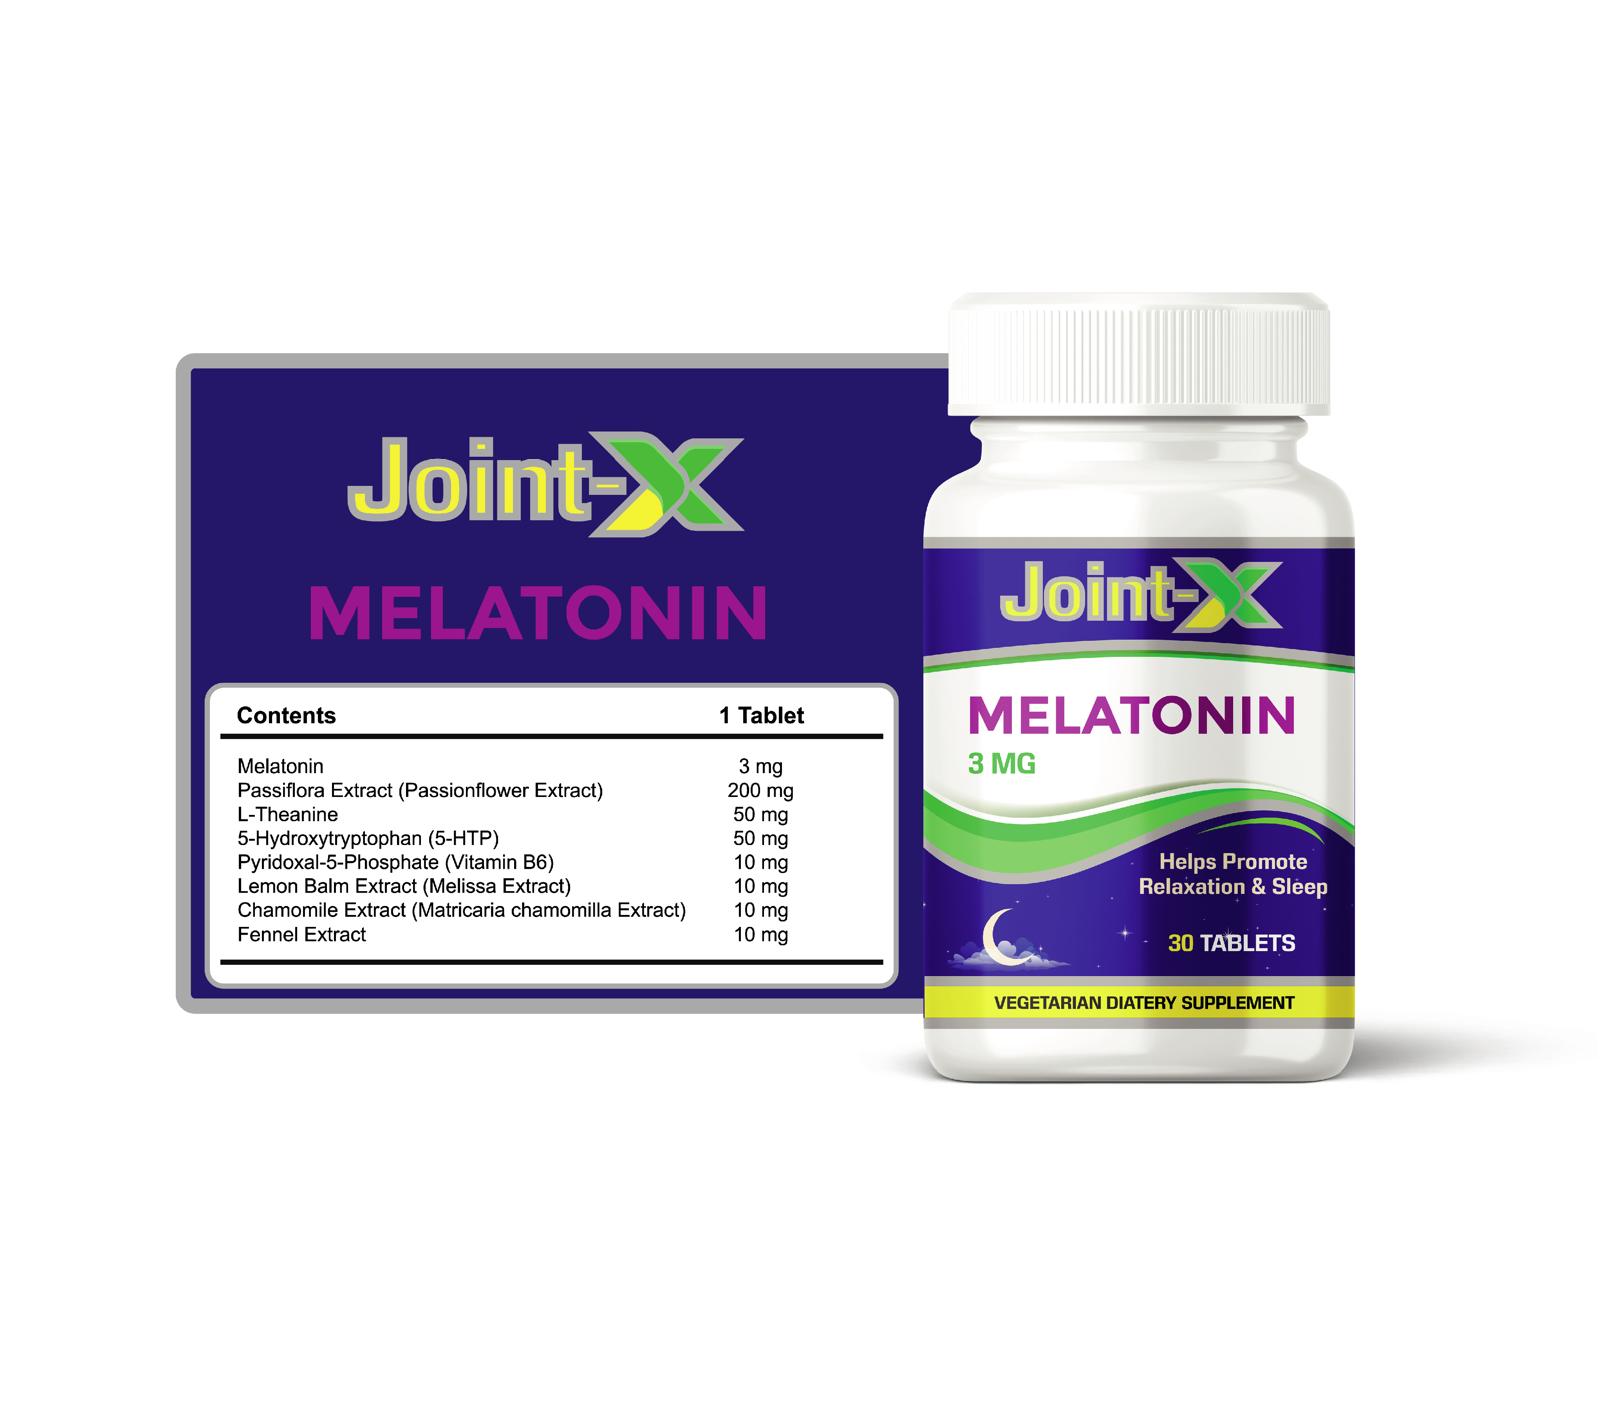 Joint-X
MELATONIN
Contents 1 Tablet
Melatonin 3 mg
Passiflora Extract (Passionflower Extract) 200 mg
L-Theanine 50 mg
5-Hydroxytryptophan (5-HTP) 50 mg
Pyridoxal-5-Phosphate (Vitamin B6) 10 mg
Lemon Balm Extract (Melissa Extract) 10 mg
Chamomile Extract (Matricaria chamomilla Extract) 10 mg
Fennel Extract 10 mg
Joint-X
MELATONIN
3 MG
Helps Promote
Relaxation & Sleep
30 TABLETS
VEGETARIAN DIATERY SUPPLEMENT